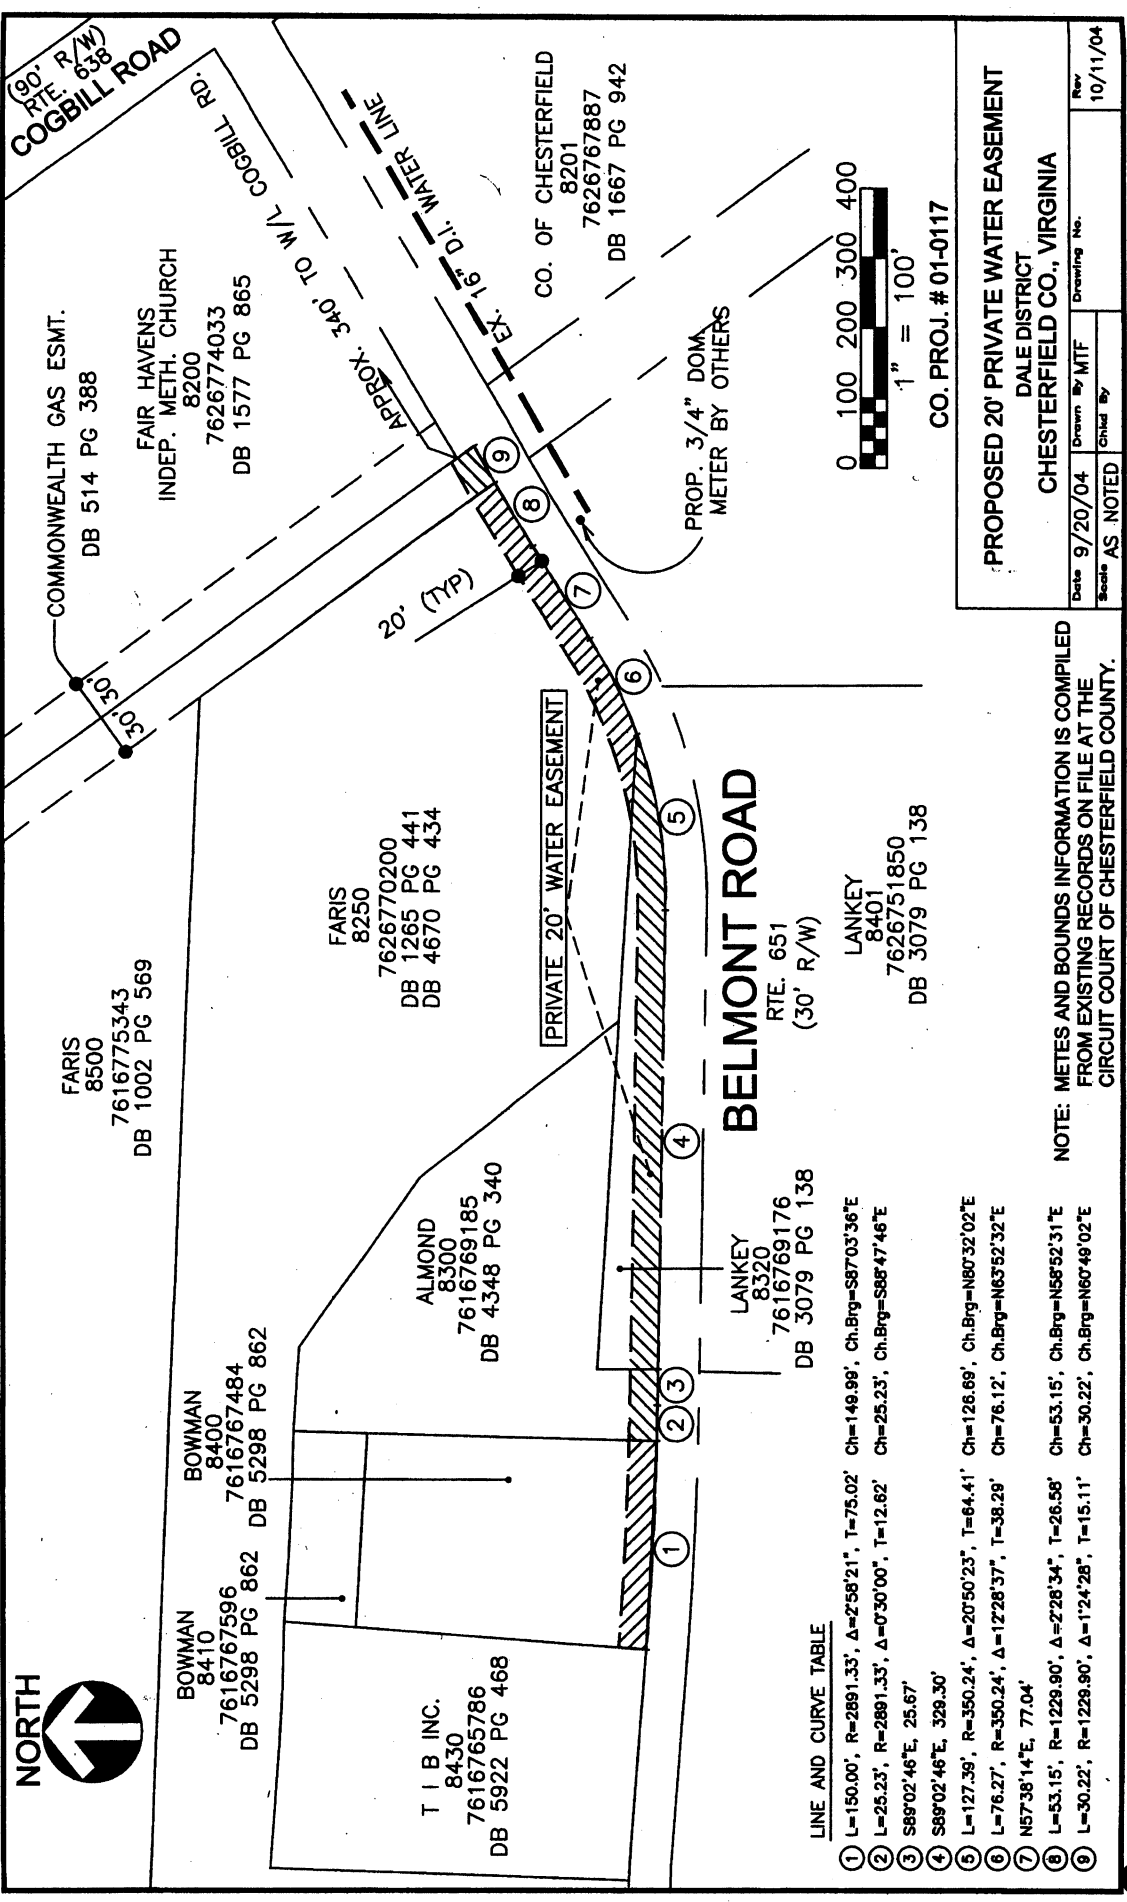 NORTH
(90' R/W)
RTE. 638
COGBILL ROAD
COMMONWEALTH GAS ESMT.
DB 514 PG 388
30' 30'
FAIR HAVENS
INDEP. METH. CHURCH
8200
7626774033
DB 1577 PG 865
APPROX. 340' TO W/L COGBILL RD.
EX. 16" D.I. WATER LINE
CO. OF CHESTERFIELD
8201
7626767887
DB 1667 PG 942
FARIS
8500
7616775343
DB 1002 PG 569
FARIS
8250
7626770200
DB 1265 PG 441
DB 4670 PG 434
20' (TYP)
PRIVATE 20' WATER EASEMENT
PROP. 3/4" DOM.
METER BY OTHERS
BOWMAN
8410
7616767596
DB 5298 PG 862
BOWMAN
8400
7616767484
DB 5298 PG 862
ALMOND
8300
7616769185
DB 4348 PG 340
T I B INC.
8430
7616765786
DB 5922 PG 468
1
2
3
4
5
6
7
8
9
BELMONT ROAD
RTE. 651
(30' R/W)
LANKEY
8320
7616769176
DB 3079 PG 138
LANKEY
8401
7626751850
DB 3079 PG 138
0 100 200 300 400
1" = 100'
CO. PROJ. # 01-0117
LINE AND CURVE TABLE
1 L=150.00', R=2891.33', Δ=2°58'21", T=75.02' Ch=149.99', Ch.Brg=S87°03'36"E
2 L=25.23', R=2891.33', Δ=0°30'00", T=12.62' Ch=25.23', Ch.Brg=S88°47'46"E
3 S89°02'46"E, 25.67'
4 S89°02'46"E, 329.30'
5 L=127.39', R=350.24', Δ=20°50'23", T=64.41' Ch=126.69', Ch.Brg=N80°32'02"E
6 L=76.27', R=350.24', Δ=12°28'37", T=38.29' Ch=76.12', Ch.Brg=N63°52'32"E
7 N57°38'14"E, 77.04'
8 L=53.15', R=1229.90', Δ=2°28'34", T=26.58' Ch=53.15', Ch.Brg=N58°52'31"E
9 L=30.22', R=1229.90', Δ=1°24'28", T=15.11' Ch=30.22', Ch.Brg=N60°49'02"E
NOTE: METES AND BOUNDS INFORMATION IS COMPILED
FROM EXISTING RECORDS ON FILE AT THE
CIRCUIT COURT OF CHESTERFIELD COUNTY.
PROPOSED 20' PRIVATE WATER EASEMENT
DALE DISTRICT
CHESTERFIELD CO., VIRGINIA
Date 9/20/04 Drawn By MTF Drawing No. Rev 10/11/04
Scale AS NOTED Chkd By